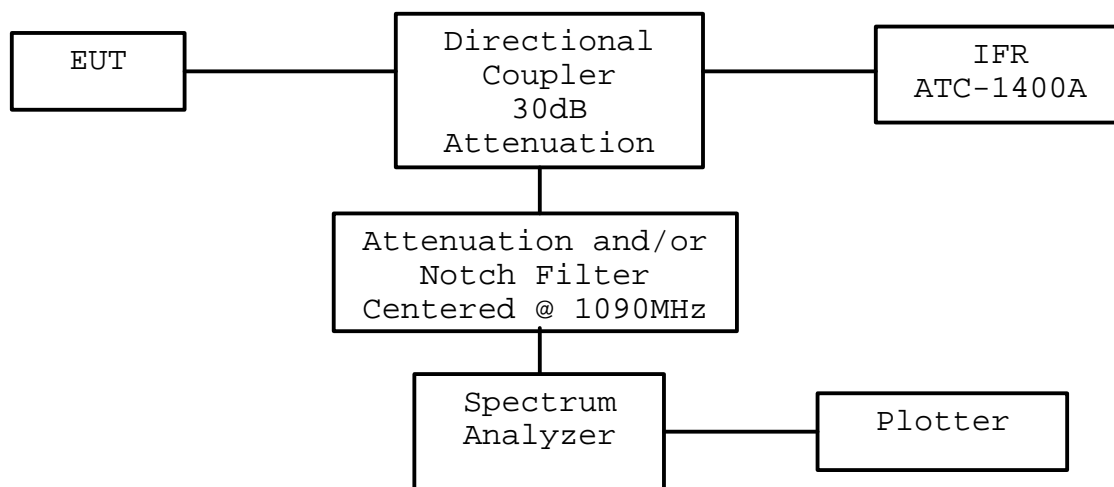 EUT
Directional
Coupler
30dB
Attenuation
IFR
ATC-1400A
Attenuation and/or
Notch Filter
Centered @ 1090MHz
Spectrum
Analyzer
Plotter